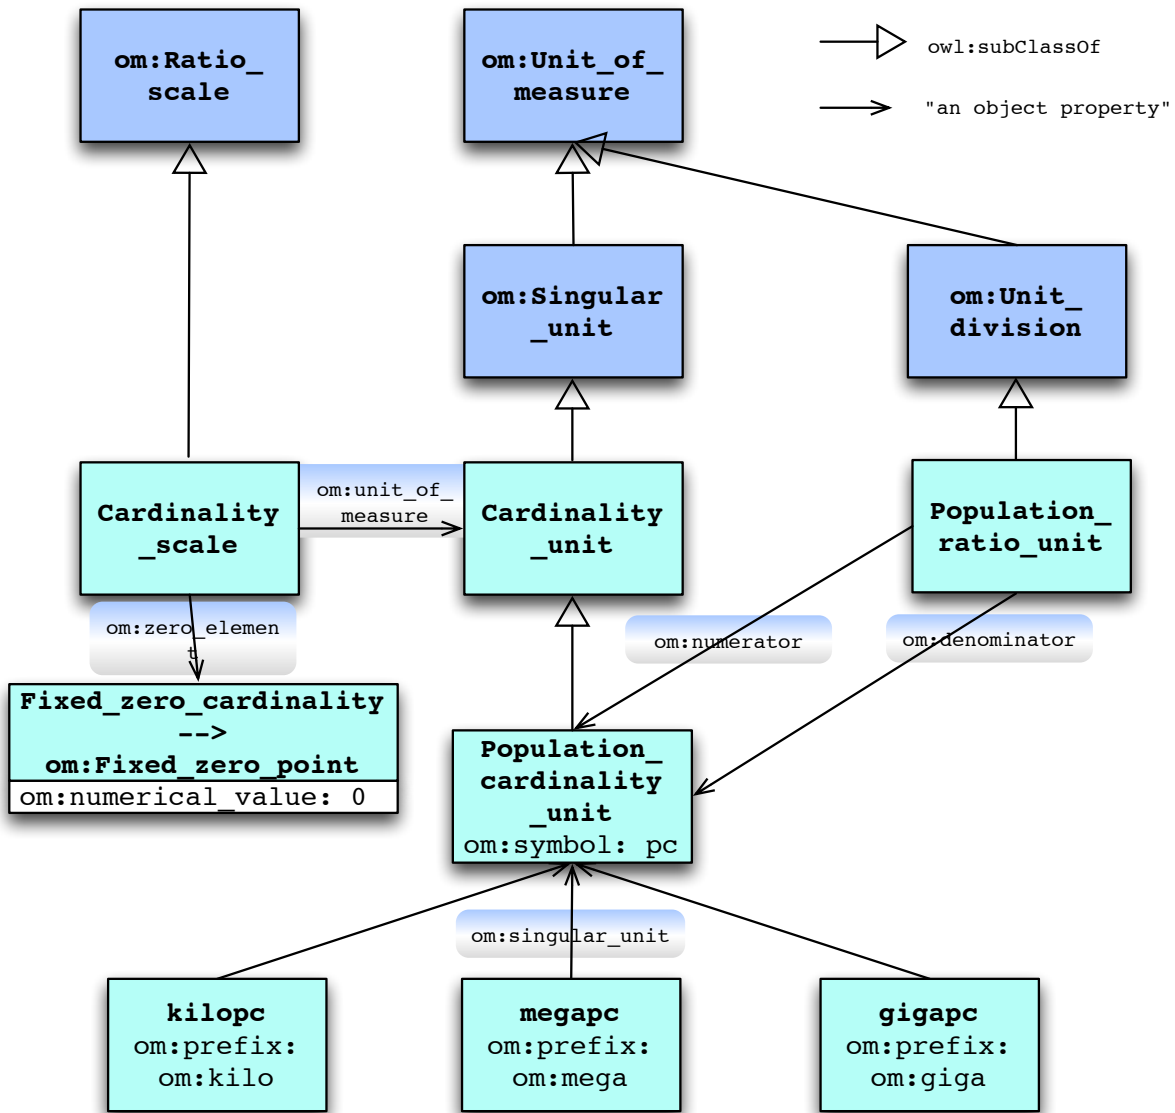 om:Ratio_
scale
om:Unit_of_
measure
owl:subClassOf
"an object property"
om:Singular
_unit
om:Unit_
division
Cardinality
_scale
om:unit_of_
measure
Cardinality
_unit
Population_
ratio_unit
om:zero_elemen
t
om:numerator
om:denominator
Fixed_zero_cardinality
-->
om:Fixed_zero_point
om:numerical_value: 0
Population_
cardinality
_unit
om:symbol: pc
om:singular_unit
kilopc
om:prefix:
om:kilo
megapc
om:prefix:
om:mega
gigapc
om:prefix:
om:giga